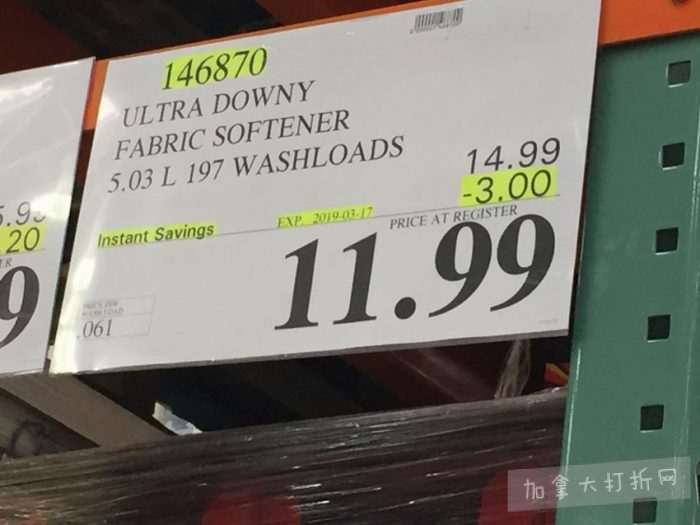 146870
ULTRA DOWNY
FABRIC SOFTENER
5.03 L 197 WASHLOADS
14.99
-3.00
Instant Savings
EXP. 2019-03-17
PRICE AT REGISTER
11.99
.061
.20
9
加拿大打折网